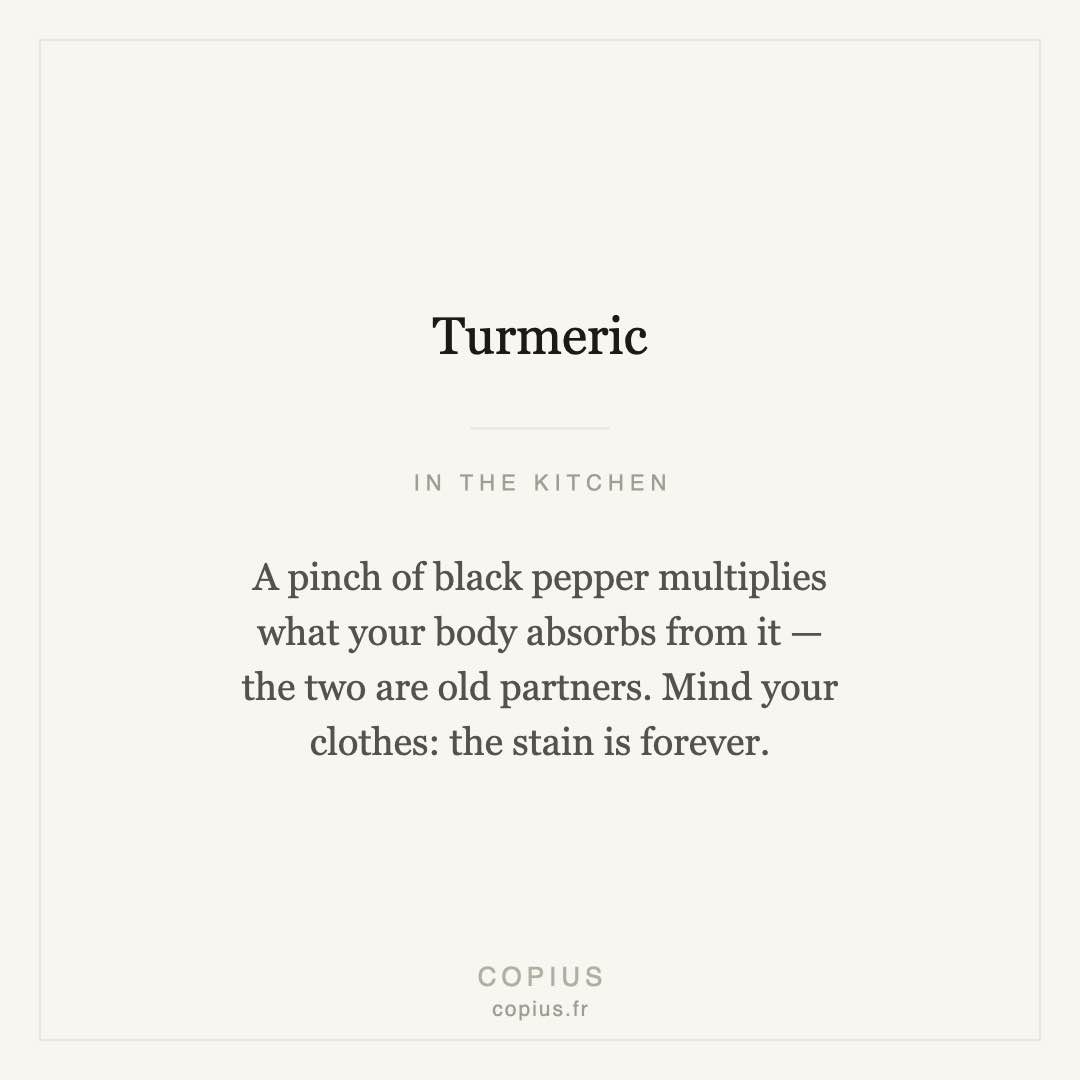 Turmeric
IN THE KITCHEN
A pinch of black pepper multiplies
what your body absorbs from it —
the two are old partners. Mind your
clothes: the stain is forever.
COPIUS
copius.fr